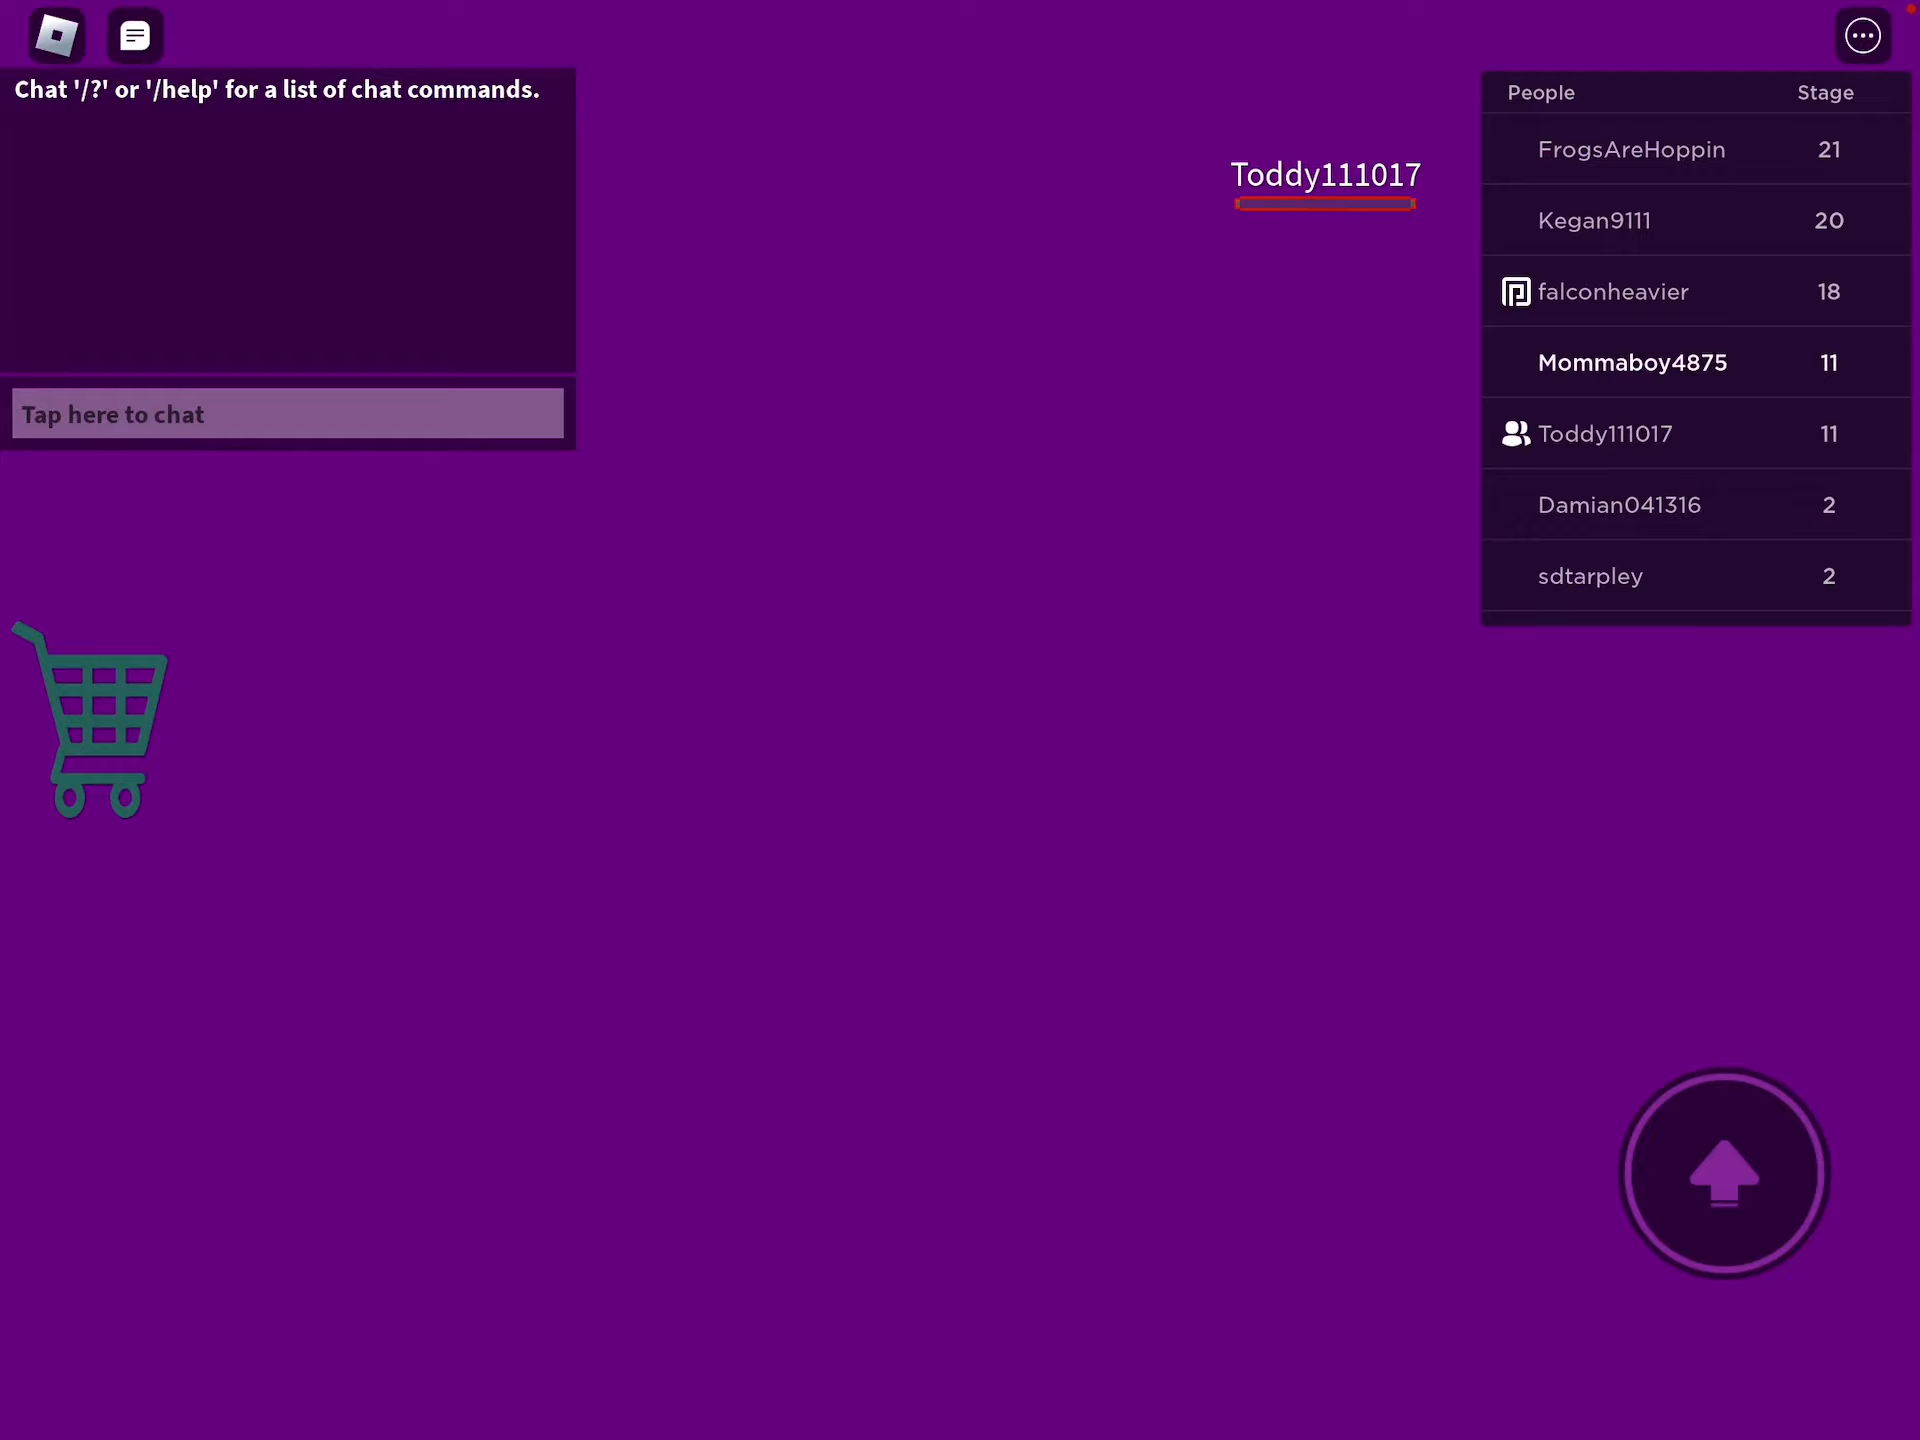 Chat '/?' or '/help' for a list of chat commands.
Tap here to chat
Toddy111017
People Stage
FrogsAreHoppin 21
Kegan9111 20
falconheavier 18
Mommaboy4875 11
Toddy111017 11
Damian041316 2
sdtarpley 2